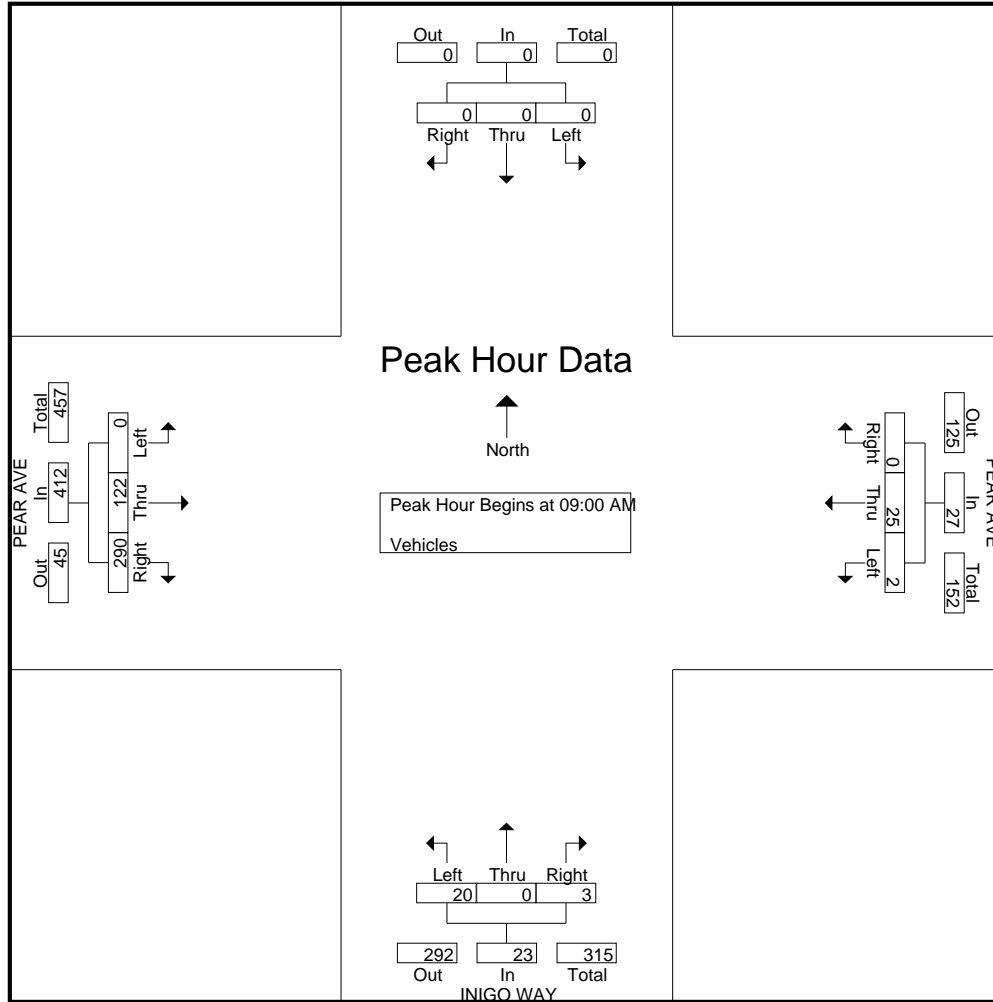 Out In Total
0 0 0
0 0 0
Right Thru Left
Peak Hour Data
North
Peak Hour Begins at 09:00 AM
Vehicles
PEAR AVE
Total In Out
457 412 45
0 122 290
Left Thru Right
PEAR AVE
Out In Total
125 27 152
0 25 2
Right Thru Left
Left Thru Right
20 0 3
292 23 315
Out In Total
INIGO WAY